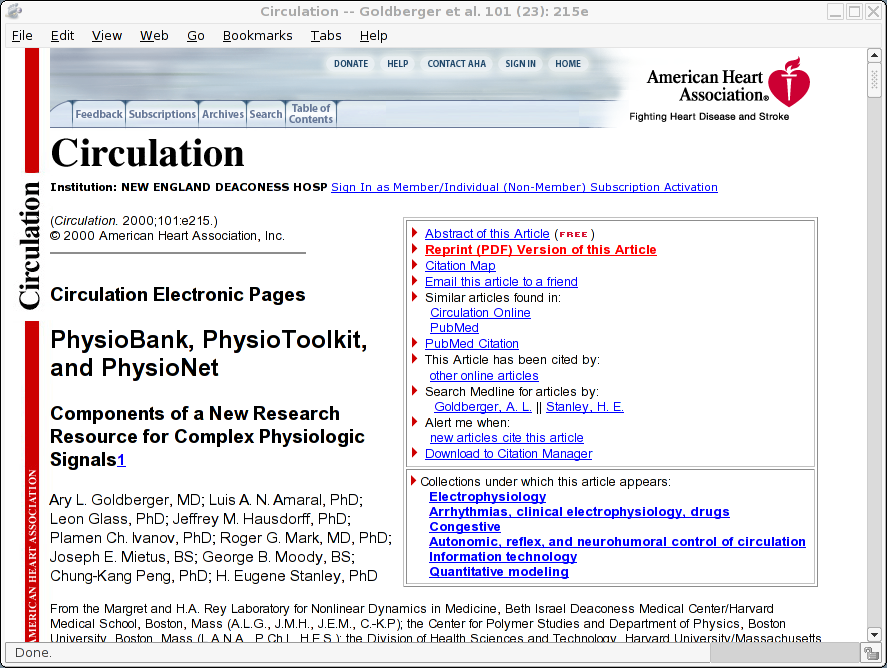 Circulation -- Goldberger et al. 101 (23): 215e
File Edit View Web Go Bookmarks Tabs Help
DONATE HELP CONTACT AHA SIGN IN HOME
American Heart
Association®
Fighting Heart Disease and Stroke
Feedback Subscriptions Archives Search Table of Contents
Circulation
Institution: NEW ENGLAND DEACONESS HOSP Sign In as Member/Individual (Non-Member) Subscription Activation
(Circulation. 2000;101:e215.)
© 2000 American Heart Association, Inc.
Circulation Electronic Pages
PhysioBank, PhysioToolkit,
and PhysioNet
Components of a New Research
Resource for Complex Physiologic
Signals1
Ary L. Goldberger, MD; Luis A. N. Amaral, PhD;
Leon Glass, PhD; Jeffrey M. Hausdorff, PhD;
Plamen Ch. Ivanov, PhD; Roger G. Mark, MD, PhD;
Joseph E. Mietus, BS; George B. Moody, BS;
Chung-Kang Peng, PhD; H. Eugene Stanley, PhD
Abstract of this Article (FREE)
Reprint (PDF) Version of this Article
Citation Map
Email this article to a friend
Similar articles found in:
Circulation Online
PubMed
PubMed Citation
This Article has been cited by:
other online articles
Search Medline for articles by:
Goldberger, A. L. || Stanley, H. E.
Alert me when:
new articles cite this article
Download to Citation Manager
Collections under which this article appears:
Electrophysiology
Arrhythmias, clinical electrophysiology, drugs
Congestive
Autonomic, reflex, and neurohumoral control of circulation
Information technology
Quantitative modeling
From the Margret and H.A. Rey Laboratory for Nonlinear Dynamics in Medicine, Beth Israel Deaconess Medical Center/Harvard
Medical School, Boston, Mass (A.L.G., J.M.H., J.E.M., C.-K.P); the Center for Polymer Studies and Department of Physics, Boston
University, Boston, Mass (L.A.N.A., P.Ch.I., H.E.S.); the Division of Health Sciences and Technology, Harvard University/Massachusetts
Circulation
MERICAN HEART ASSOCIATION
Done.